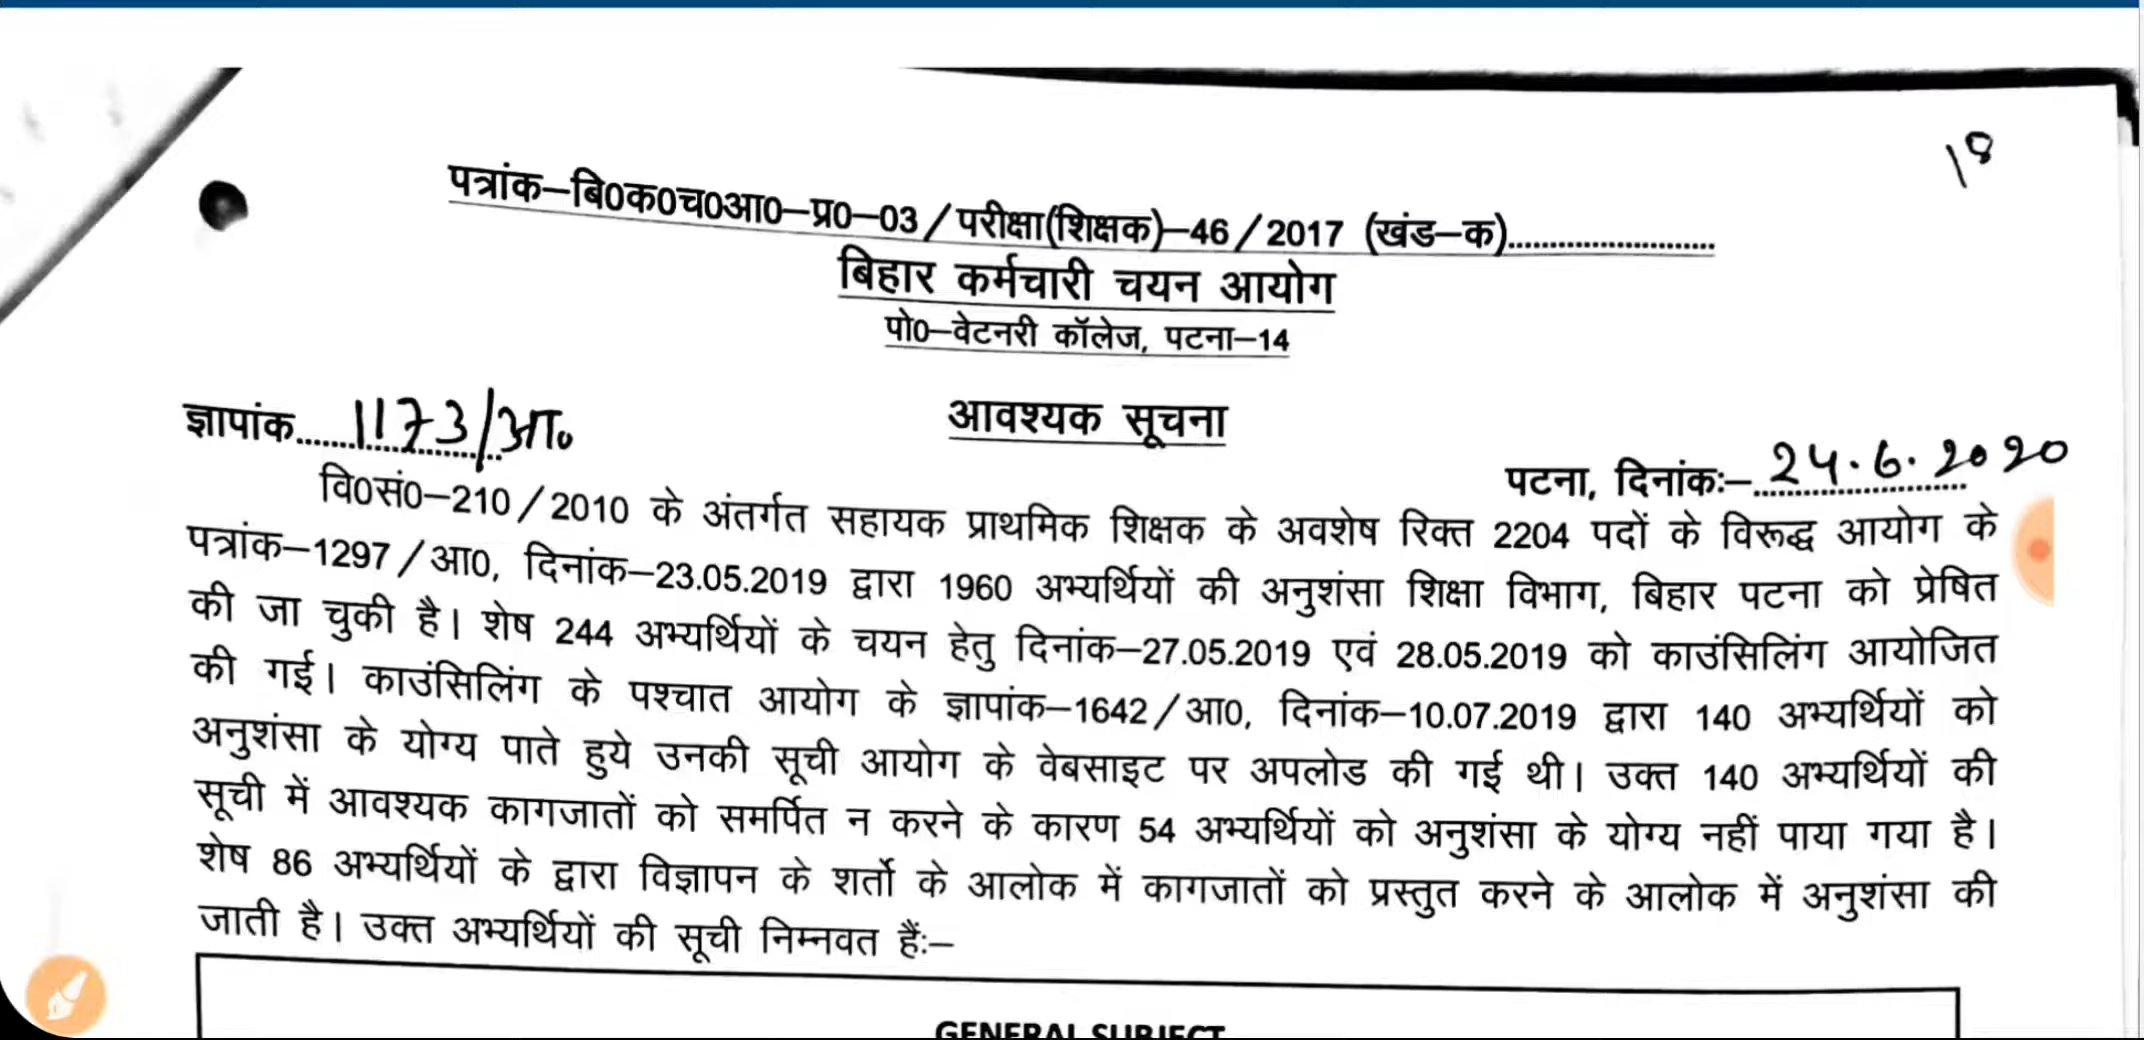 18
पत्रांक–बि0क0च0आ0–प्र0–03/परीक्षा(शिक्षक)–46/2017 (खंड–क)........................
बिहार कर्मचारी चयन आयोग
पो0–वेटनरी कॉलेज, पटना–14
ज्ञापांक......1173/आ०
आवश्यक सूचना
पटना, दिनांकः–24.6.2020
वि0सं0–210/2010 के अंतर्गत सहायक प्राथमिक शिक्षक के अवशेष रिक्त 2204 पदों के विरूद्ध आयोग के
पत्रांक–1297/आ0, दिनांक–23.05.2019 द्वारा 1960 अभ्यर्थियों की अनुशंसा शिक्षा विभाग, बिहार पटना को प्रेषित
की जा चुकी है। शेष 244 अभ्यर्थियों के चयन हेतु दिनांक–27.05.2019 एवं 28.05.2019 को काउंसिलिंग आयोजित
की गई। काउंसिलिंग के पश्चात आयोग के ज्ञापांक–1642/आ0, दिनांक–10.07.2019 द्वारा 140 अभ्यर्थियों को
अनुशंसा के योग्य पाते हुये उनकी सूची आयोग के वेबसाइट पर अपलोड की गई थी। उक्त 140 अभ्यर्थियों की
सूची में आवश्यक कागजातों को समर्पित न करने के कारण 54 अभ्यर्थियों को अनुशंसा के योग्य नहीं पाया गया है।
शेष 86 अभ्यर्थियों के द्वारा विज्ञापन के शर्तो के आलोक में कागजातों को प्रस्तुत करने के आलोक में अनुशंसा की
जाती है। उक्त अभ्यर्थियों की सूची निम्नवत हैंः–
GENERAL SUBJECT